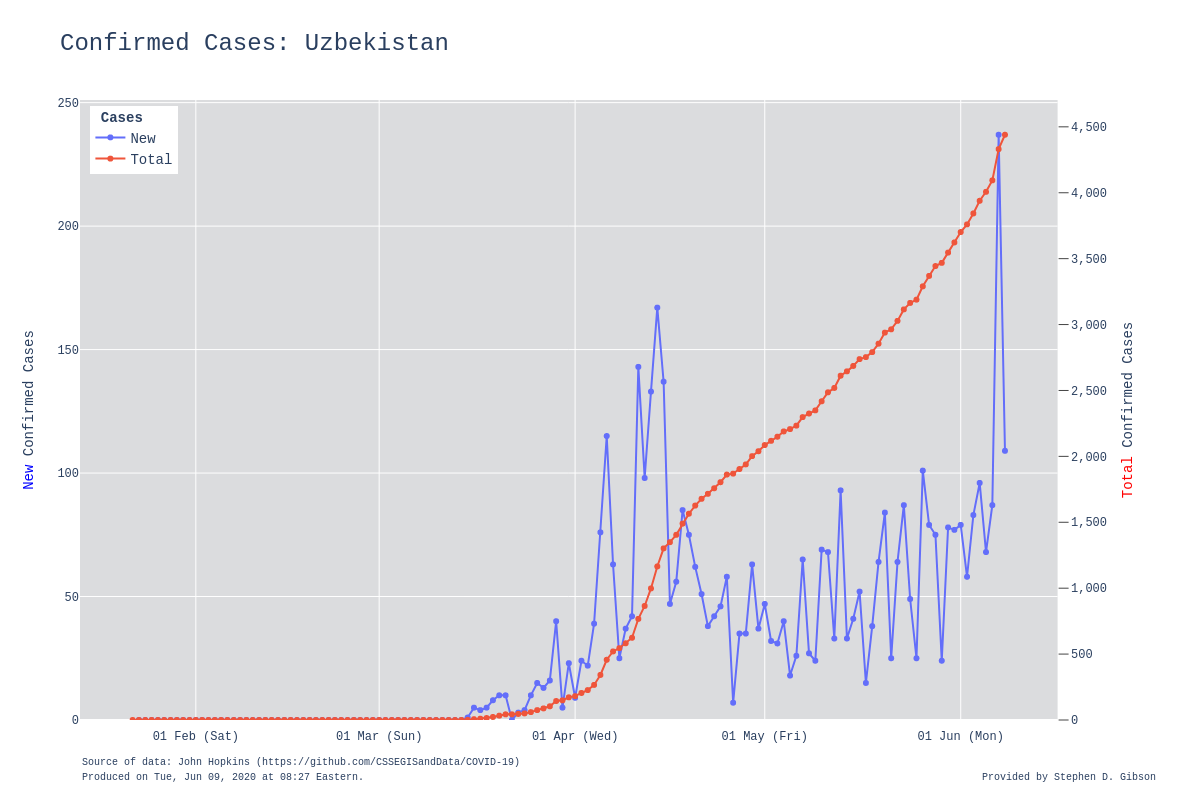 Confirmed Cases: Uzbekistan
Cases
New
Total
250
200
150
100
50
0
4,500
4,000
3,500
3,000
2,500
2,000
1,500
1,000
500
0
New Confirmed Cases
Total Confirmed Cases
01 Feb (Sat)
01 Mar (Sun)
01 Apr (Wed)
01 May (Fri)
01 Jun (Mon)
Source of data: John Hopkins (https://github.com/CSSEGISandData/COVID-19)
Produced on Tue, Jun 09, 2020 at 08:27 Eastern.
Provided by Stephen D. Gibson